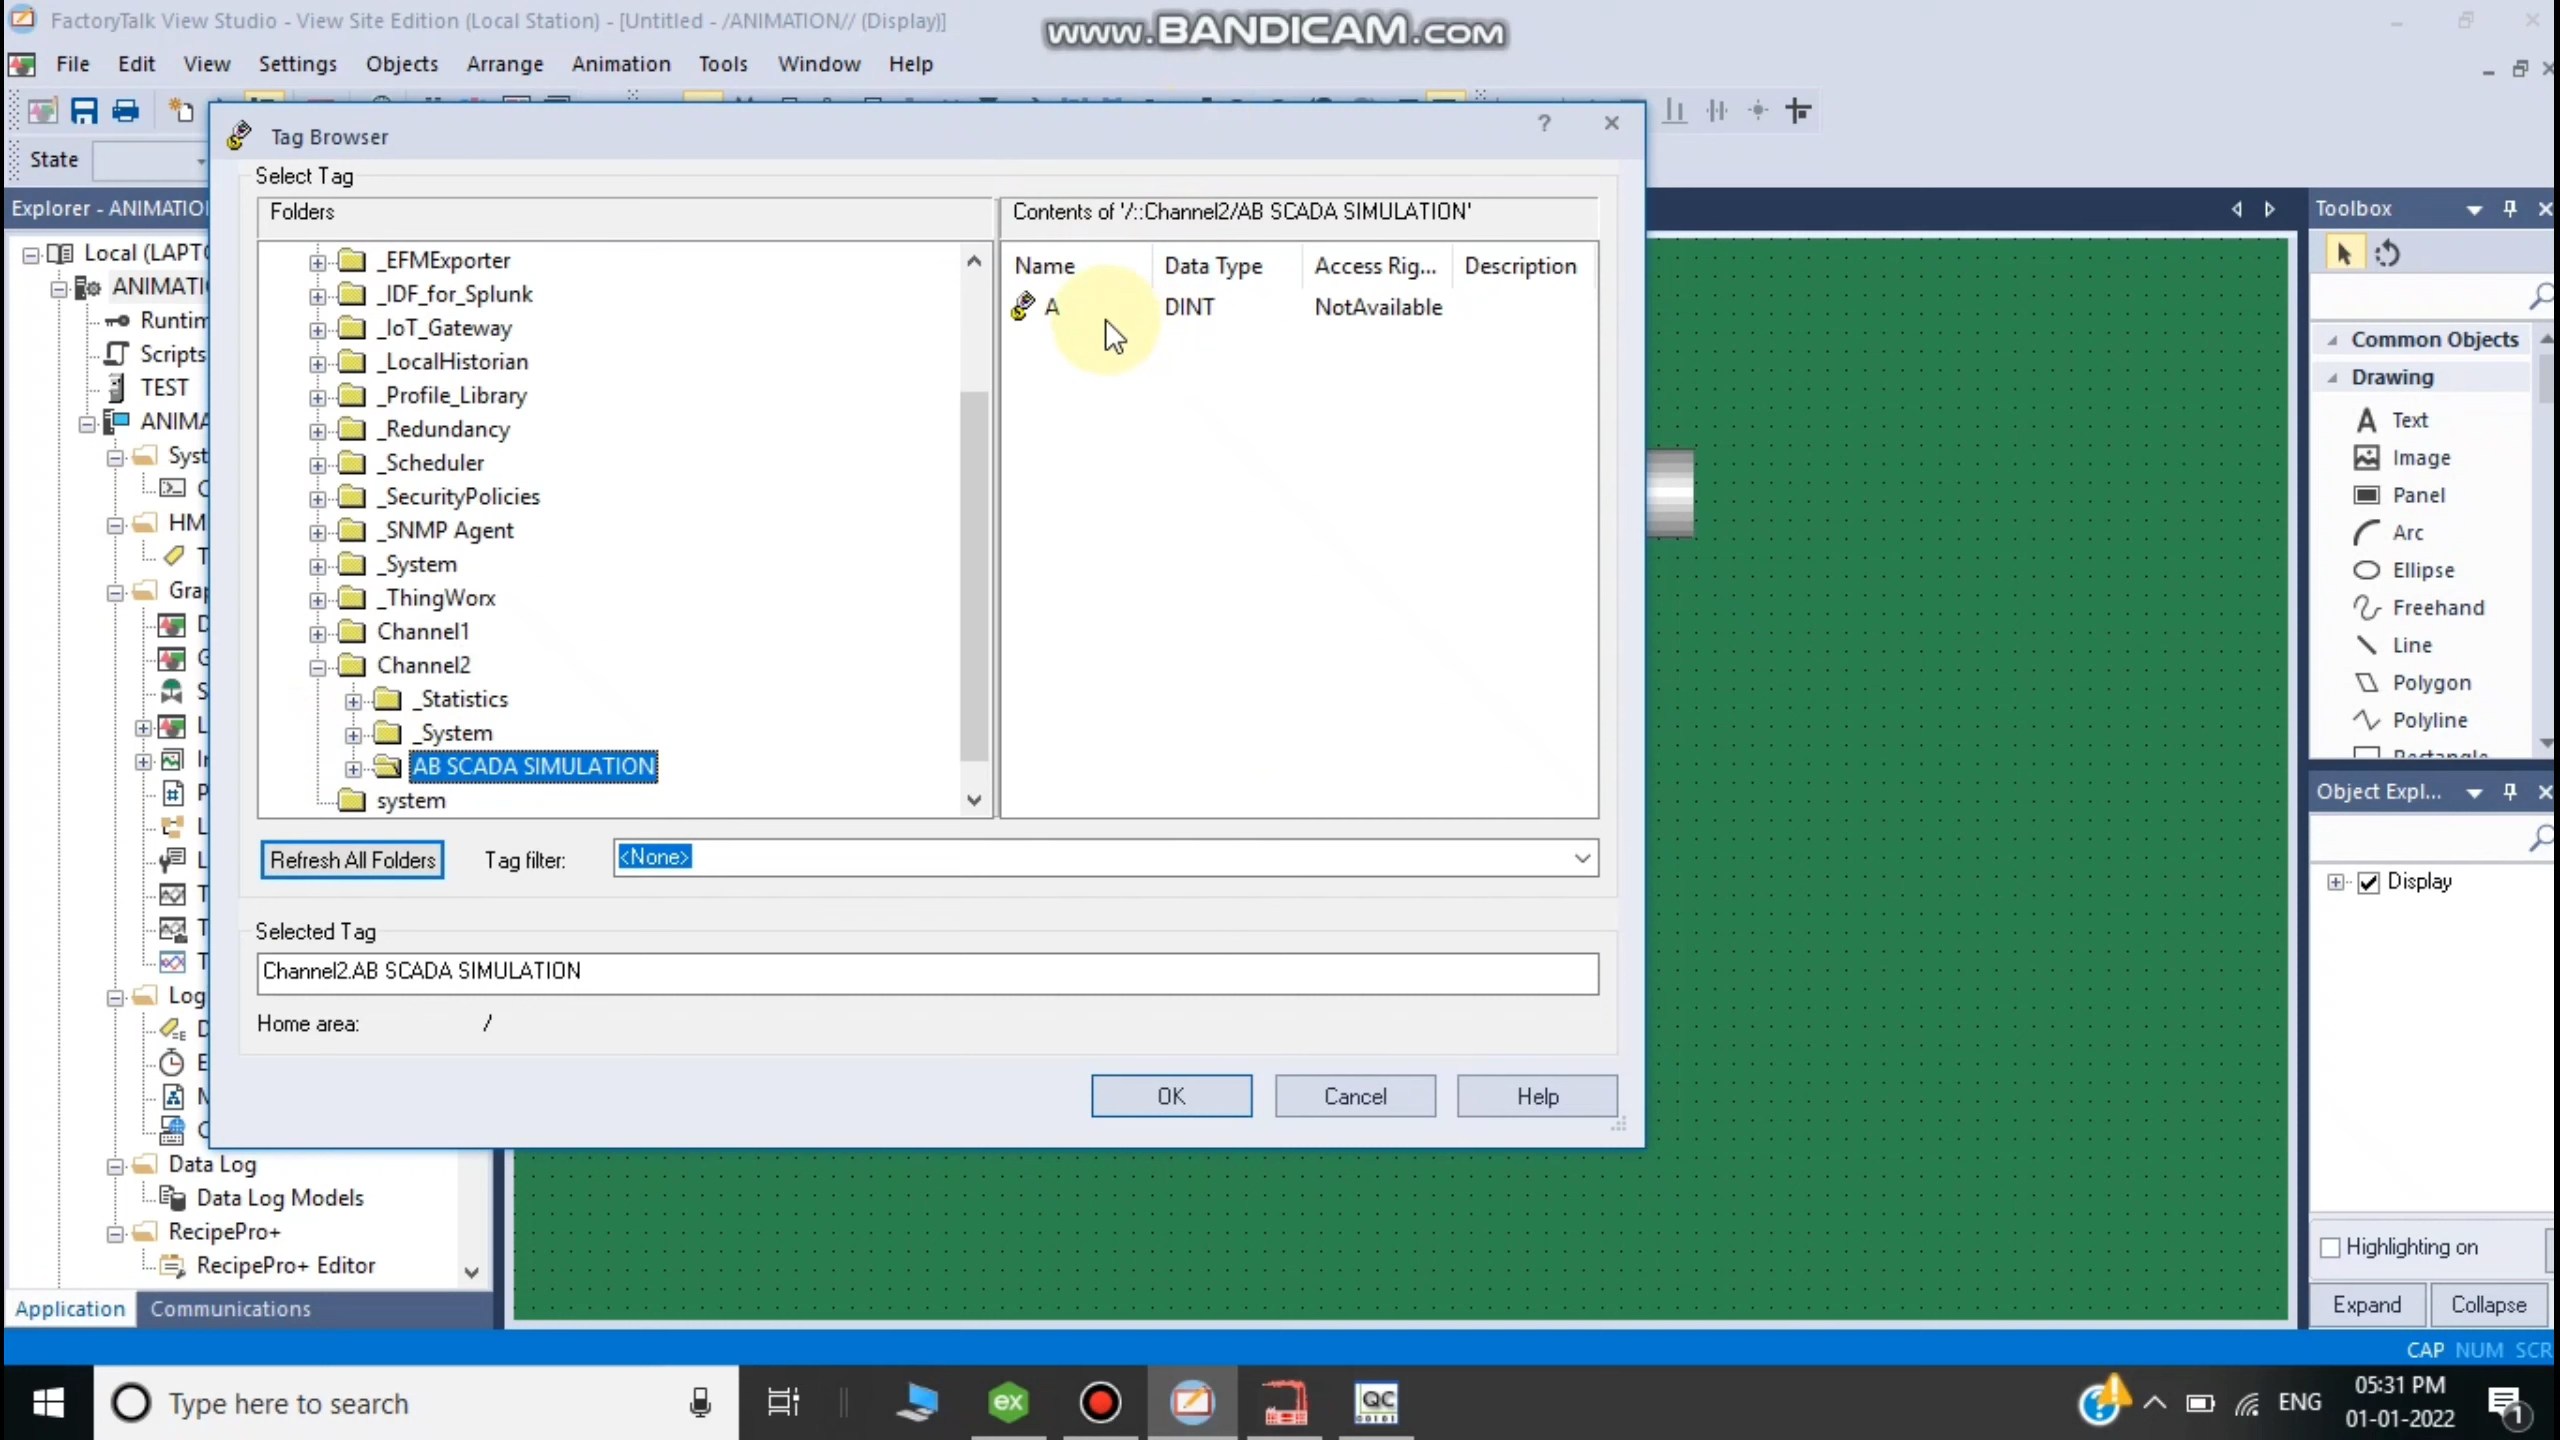 FactoryTalk View Studio - View Site Edition (Local Station) - [Untitled - /ANIMATION// (Display)]
www.BANDICAM.com
File Edit View Settings Objects Arrange Animation Tools Window Help
State
Tag Browser
Select Tag
Folders
Contents of '/::Channel2/AB SCADA SIMULATION'
Name Data Type Access Rig... Description
A DINT NotAvailable
_EFMExporter
_IDF_for_Splunk
_IoT_Gateway
_LocalHistorian
_Profile_Library
_Redundancy
_Scheduler
_SecurityPolicies
_SNMP Agent
_System
_ThingWorx
Channel1
Channel2
_Statistics
_System
AB SCADA SIMULATION
system
Refresh All Folders
Tag filter:
<None>
Selected Tag
Channel2.AB SCADA SIMULATION
Home area: /
OK Cancel Help
Explorer - ANIMATIO
Local (LAPT
ANIMATI
Runtim
Scripts
TEST
ANIMA
Syst
C
HM
T
Grap
D
G
S
L
I
P
L
L
T
T
T
Log
D
E
M
C
Data Log
Data Log Models
RecipePro+
RecipePro+ Editor
Application Communications
Toolbox
Common Objects
Drawing
Text
Image
Panel
Arc
Ellipse
Freehand
Line
Polygon
Polyline
Rectangle
Object Expl...
Display
Highlighting on
Expand Collapse
CAP NUM SCR
Type here to search
ex
QC
ENG
05:31 PM
01-01-2022
1